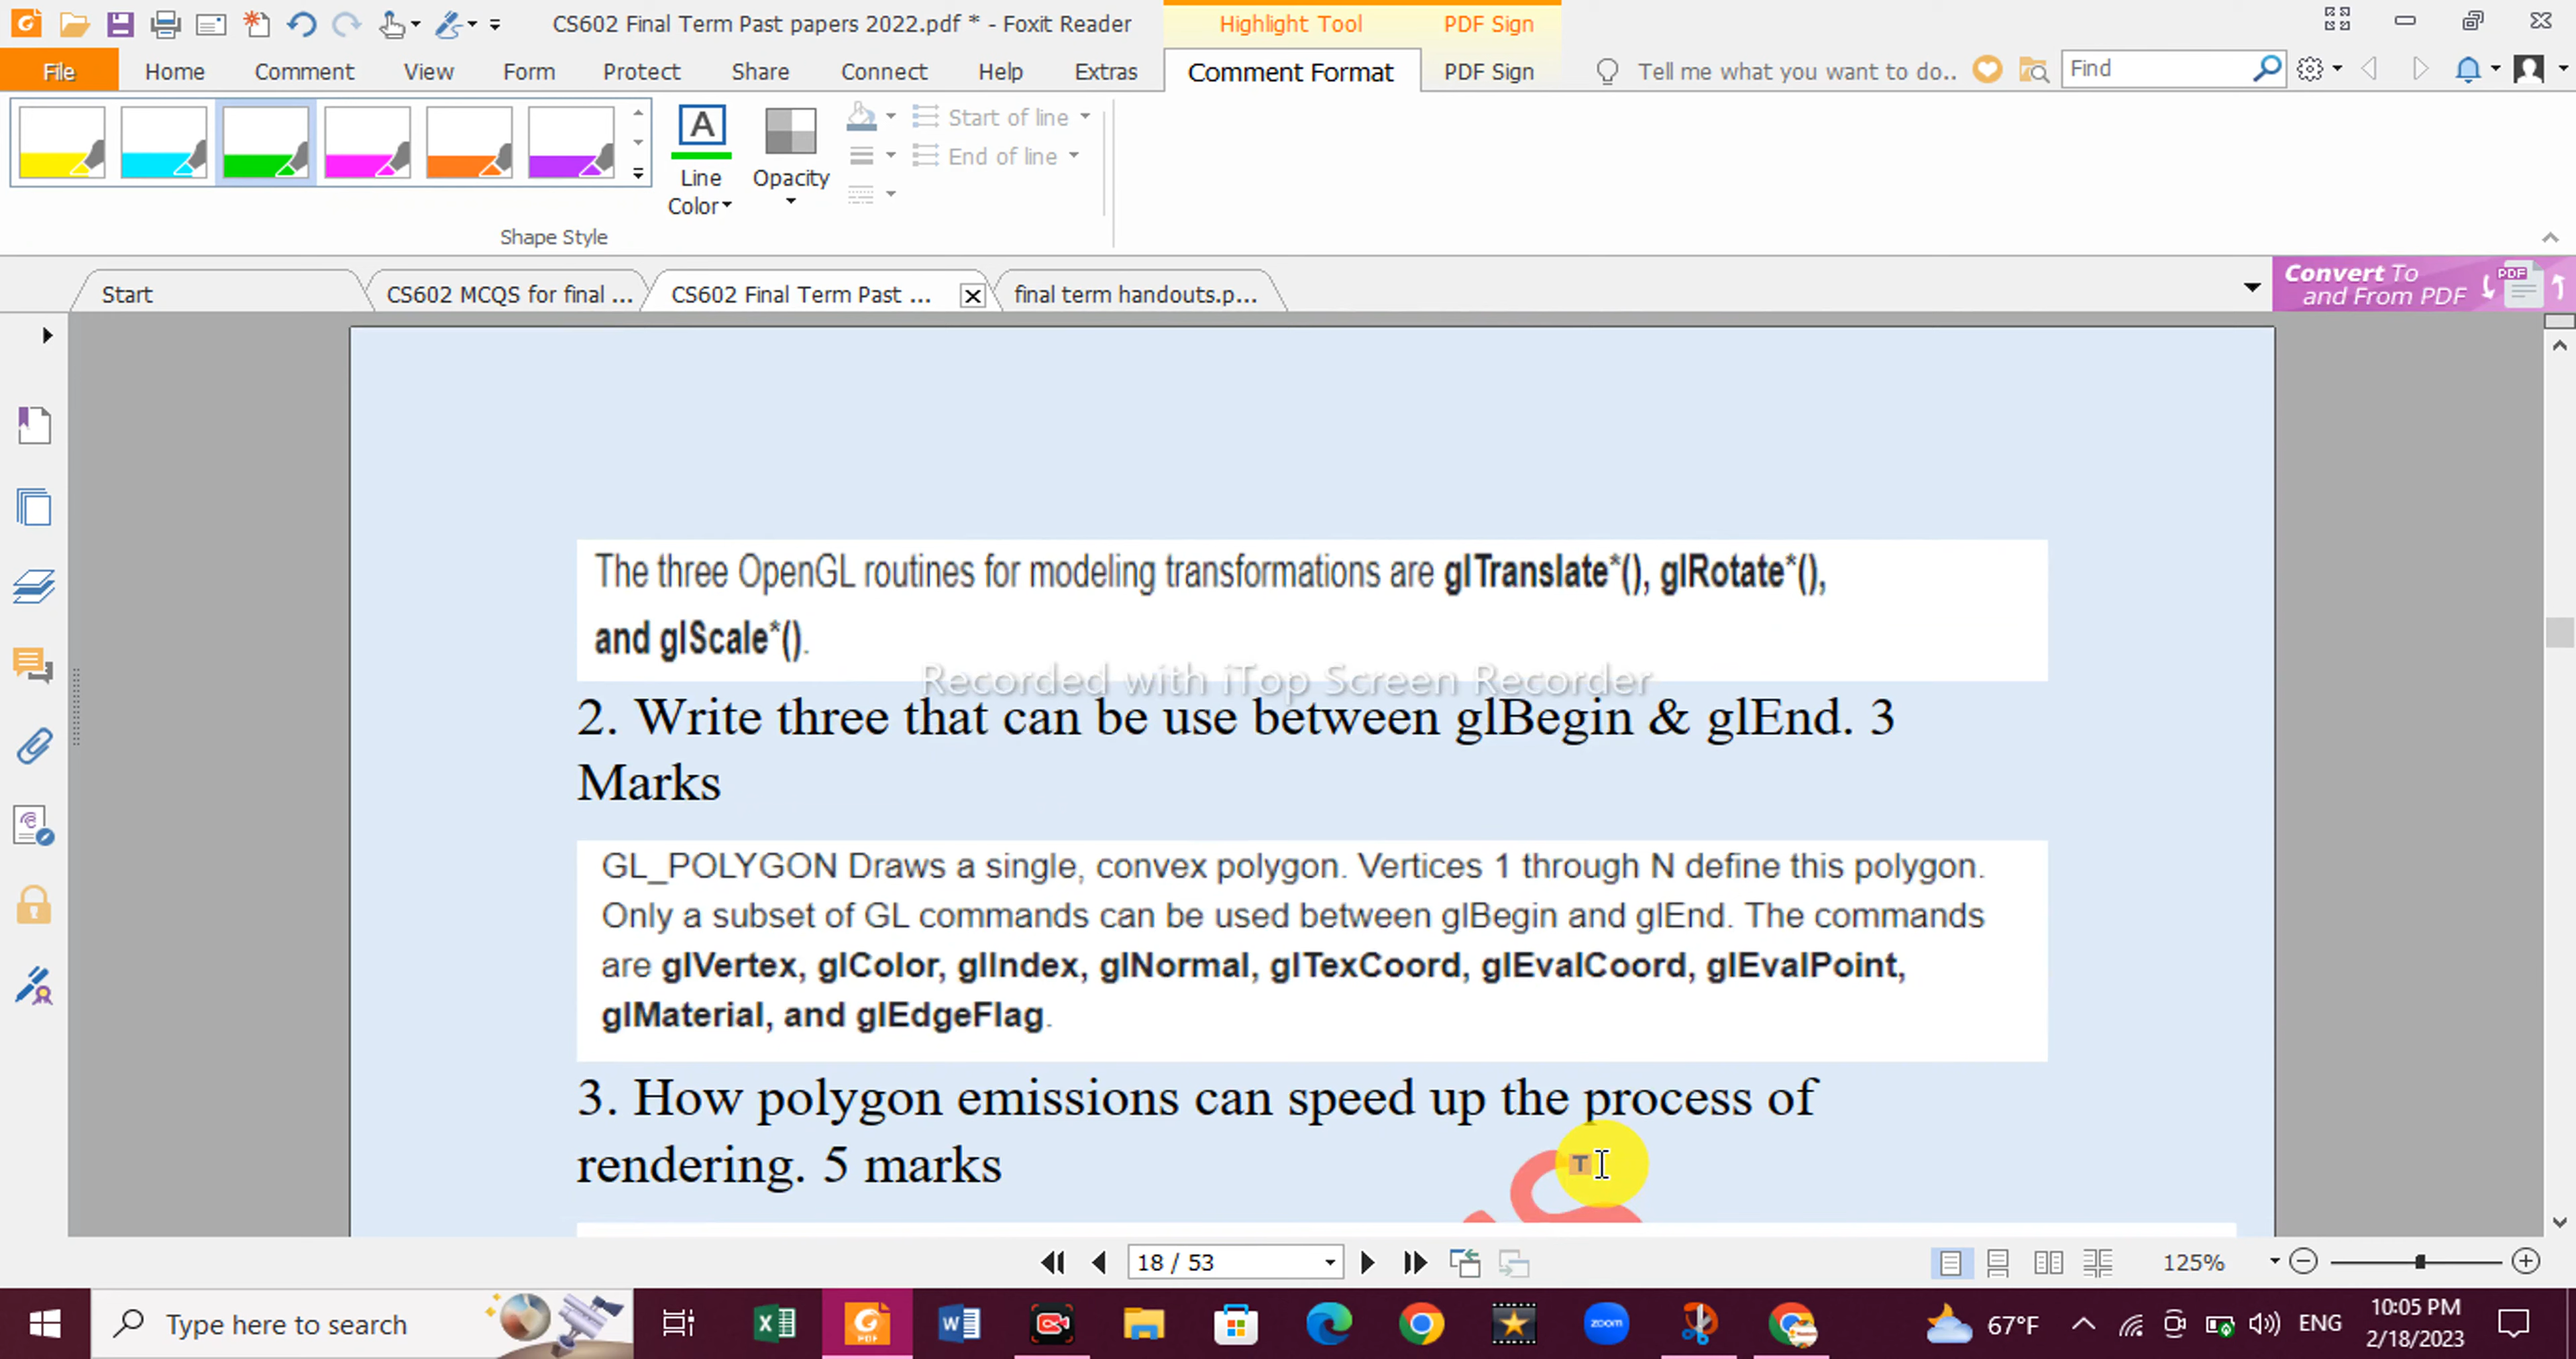 CS602 Final Term Past papers 2022.pdf * - Foxit Reader
Highlight Tool
PDF Sign
File
Home
Comment
View
Form
Protect
Share
Connect
Help
Extras
Comment Format
PDF Sign
Tell me what you want to do..
Find
Line
Color
Opacity
Start of line
End of line
Shape Style
Start
CS602 MCQS for final ...
CS602 Final Term Past ...
final term handouts.p...
Convert To
and From PDF
PDF
The three OpenGL routines for modeling transformations are glTranslate*(), glRotate*(),
and glScale*().
Recorded with iTop Screen Recorder
2. Write three that can be use between glBegin & glEnd. 3
Marks
GL_POLYGON Draws a single, convex polygon. Vertices 1 through N define this polygon.
Only a subset of GL commands can be used between glBegin and glEnd. The commands
are glVertex, glColor, glIndex, glNormal, glTexCoord, glEvalCoord, glEvalPoint,
glMaterial, and glEdgeFlag.
3. How polygon emissions can speed up the process of
rendering. 5 marks
T
18 / 53
125%
Type here to search
PDF
zoom
67°F
ENG
10:05 PM
2/18/2023